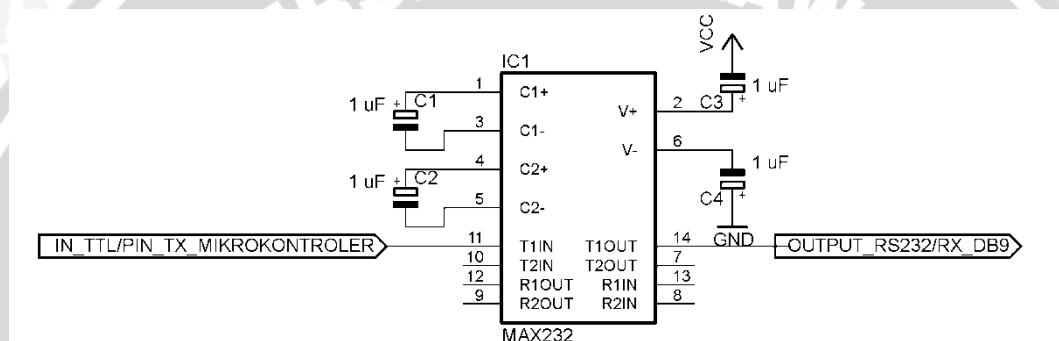 VCC
IC1
1 uF + C1
1 C1+
3 C1-
1 uF + C2
4 C2+
5 C2-
V+ 2
C3 + 1 uF
V- 6
1 uF
C4 +
GND
IN_TTL/PIN_TX_MIKROKONTROLER
11 T1IN T1OUT 14
OUTPUT_RS232/RX_DB9
10 T2IN T2OUT 7
12 R1OUT R1IN 13
9 R2OUT R2IN 8
MAX232